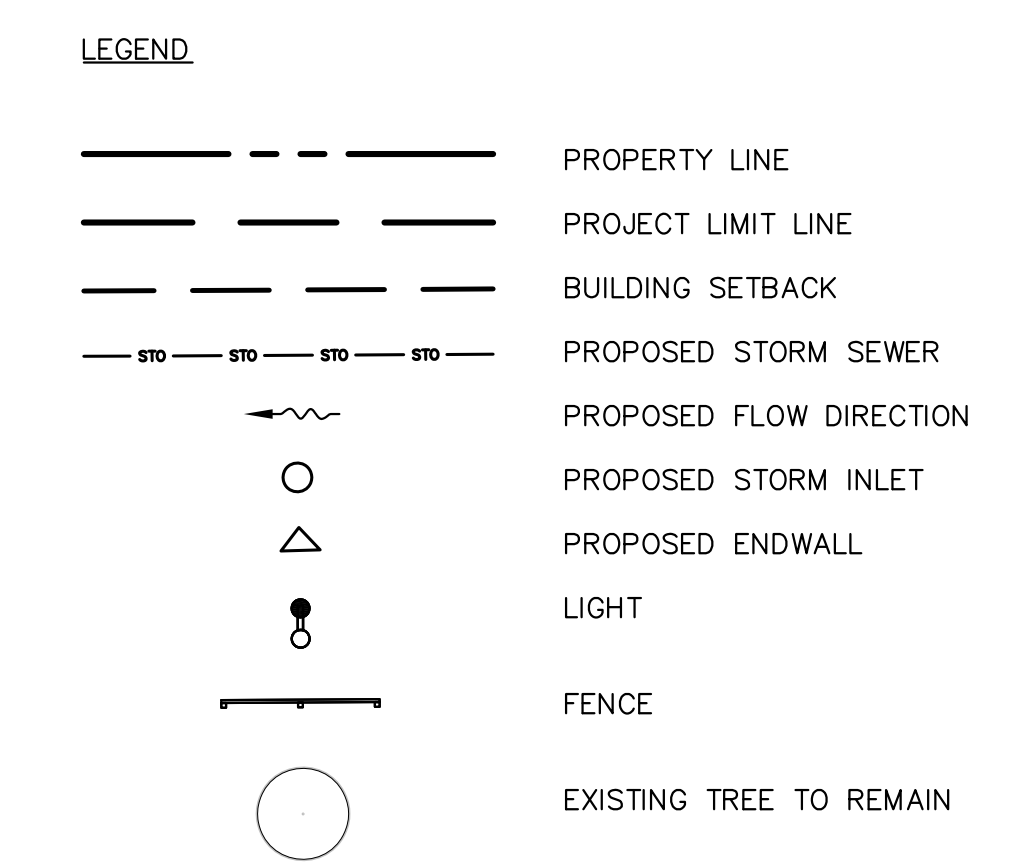 LEGEND
PROPERTY LINE
PROJECT LIMIT LINE
BUILDING SETBACK
STO STO STO STO PROPOSED STORM SEWER
PROPOSED FLOW DIRECTION
PROPOSED STORM INLET
PROPOSED ENDWALL
LIGHT
FENCE
EXISTING TREE TO REMAIN